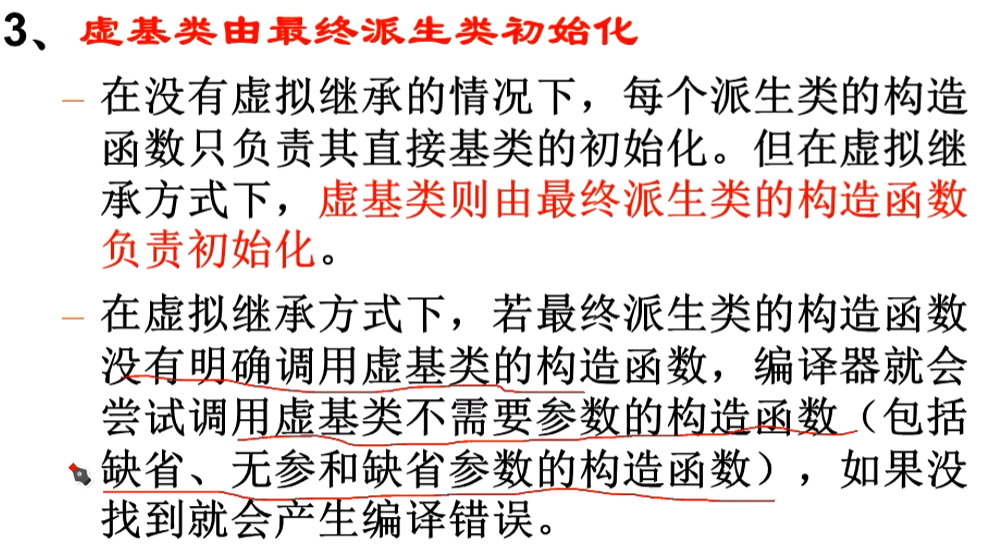 3、虚基类由最终派生类初始化
– 在没有虚拟继承的情况下，每个派生类的构造
函数只负责其直接基类的初始化。但在虚拟继
承方式下，虚基类则由最终派生类的构造函数
负责初始化。
– 在虚拟继承方式下，若最终派生类的构造函数
没有明确调用虚基类的构造函数，编译器就会
尝试调用虚基类不需要参数的构造函数（包括
缺省、无参和缺省参数的构造函数），如果没
找到就会产生编译错误。